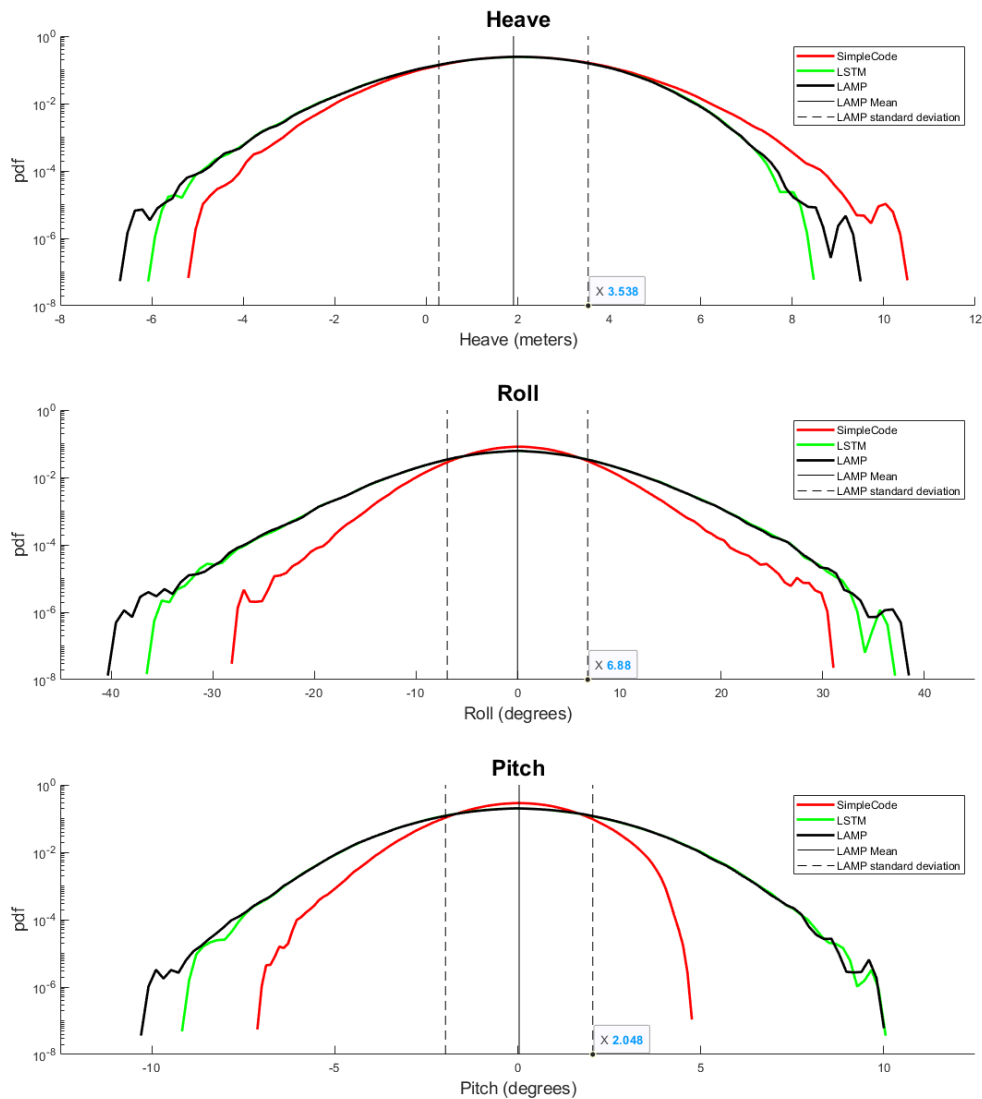 Heave
10^0
10^-2
10^-4
10^-6
10^-8
pdf
SimpleCode
LSTM
LAMP
LAMP Mean
LAMP standard deviation
X 3.538
-8 -6 -4 -2 0 2 4 6 8 10 12
Heave (meters)
Roll
10^0
10^-2
10^-4
10^-6
10^-8
pdf
SimpleCode
LSTM
LAMP
LAMP Mean
LAMP standard deviation
X 6.88
-40 -30 -20 -10 0 10 20 30 40
Roll (degrees)
Pitch
10^0
10^-2
10^-4
10^-6
10^-8
pdf
SimpleCode
LSTM
LAMP
LAMP Mean
LAMP standard deviation
X 2.048
-10 -5 0 5 10
Pitch (degrees)